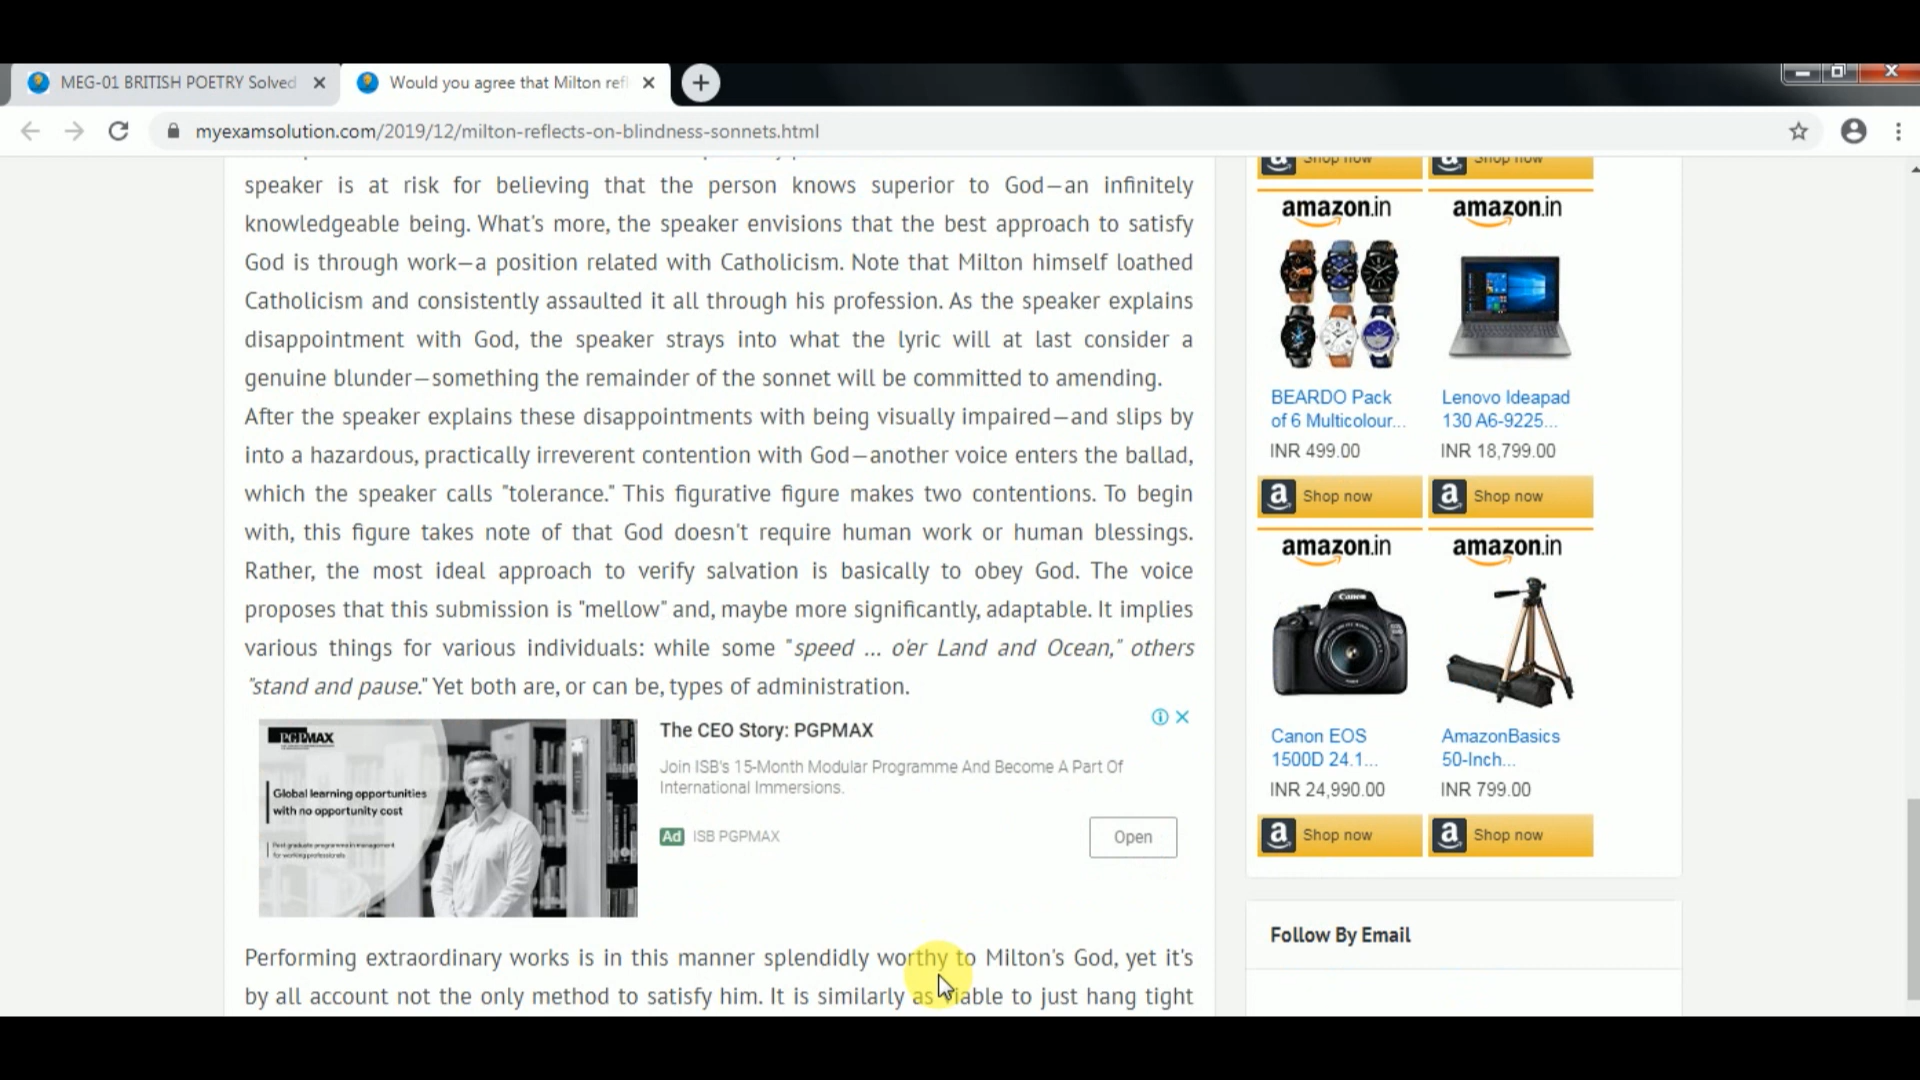 MEG-01 BRITISH POETRY Solved
Would you agree that Milton refl
myexamsolution.com/2019/12/milton-reflects-on-blindness-sonnets.html
speaker is at risk for believing that the person knows superior to God—an infinitely
knowledgeable being. What's more, the speaker envisions that the best approach to satisfy
God is through work—a position related with Catholicism. Note that Milton himself loathed
Catholicism and consistently assaulted it all through his profession. As the speaker explains
disappointment with God, the speaker strays into what the lyric will at last consider a
genuine blunder—something the remainder of the sonnet will be committed to amending.
After the speaker explains these disappointments with being visually impaired—and slips by
into a hazardous, practically irreverent contention with God—another voice enters the ballad,
which the speaker calls "tolerance." This figurative figure makes two contentions. To begin
with, this figure takes note of that God doesn't require human work or human blessings.
Rather, the most ideal approach to verify salvation is basically to obey God. The voice
proposes that this submission is "mellow" and, maybe more significantly, adaptable. It implies
various things for various individuals: while some "speed ... o'er Land and Ocean," others
"stand and pause." Yet both are, or can be, types of administration.
PGPMAX
Global learning opportunities
with no opportunity cost
Post graduate programme in management
for working professionals
The CEO Story: PGPMAX
Join ISB's 15-Month Modular Programme And Become A Part Of
International Immersions.
Ad ISB PGPMAX
Open
Performing extraordinary works is in this manner splendidly worthy to Milton's God, yet it's
by all account not the only method to satisfy him. It is similarly as viable to just hang tight
Shop now Shop now
amazon.in amazon.in
BEARDO Pack
of 6 Multicolour...
INR 499.00
Shop now
Lenovo Ideapad
130 A6-9225...
INR 18,799.00
Shop now
amazon.in amazon.in
Canon
Canon EOS
1500D 24.1...
INR 24,990.00
Shop now
AmazonBasics
50-Inch...
INR 799.00
Shop now
Follow By Email